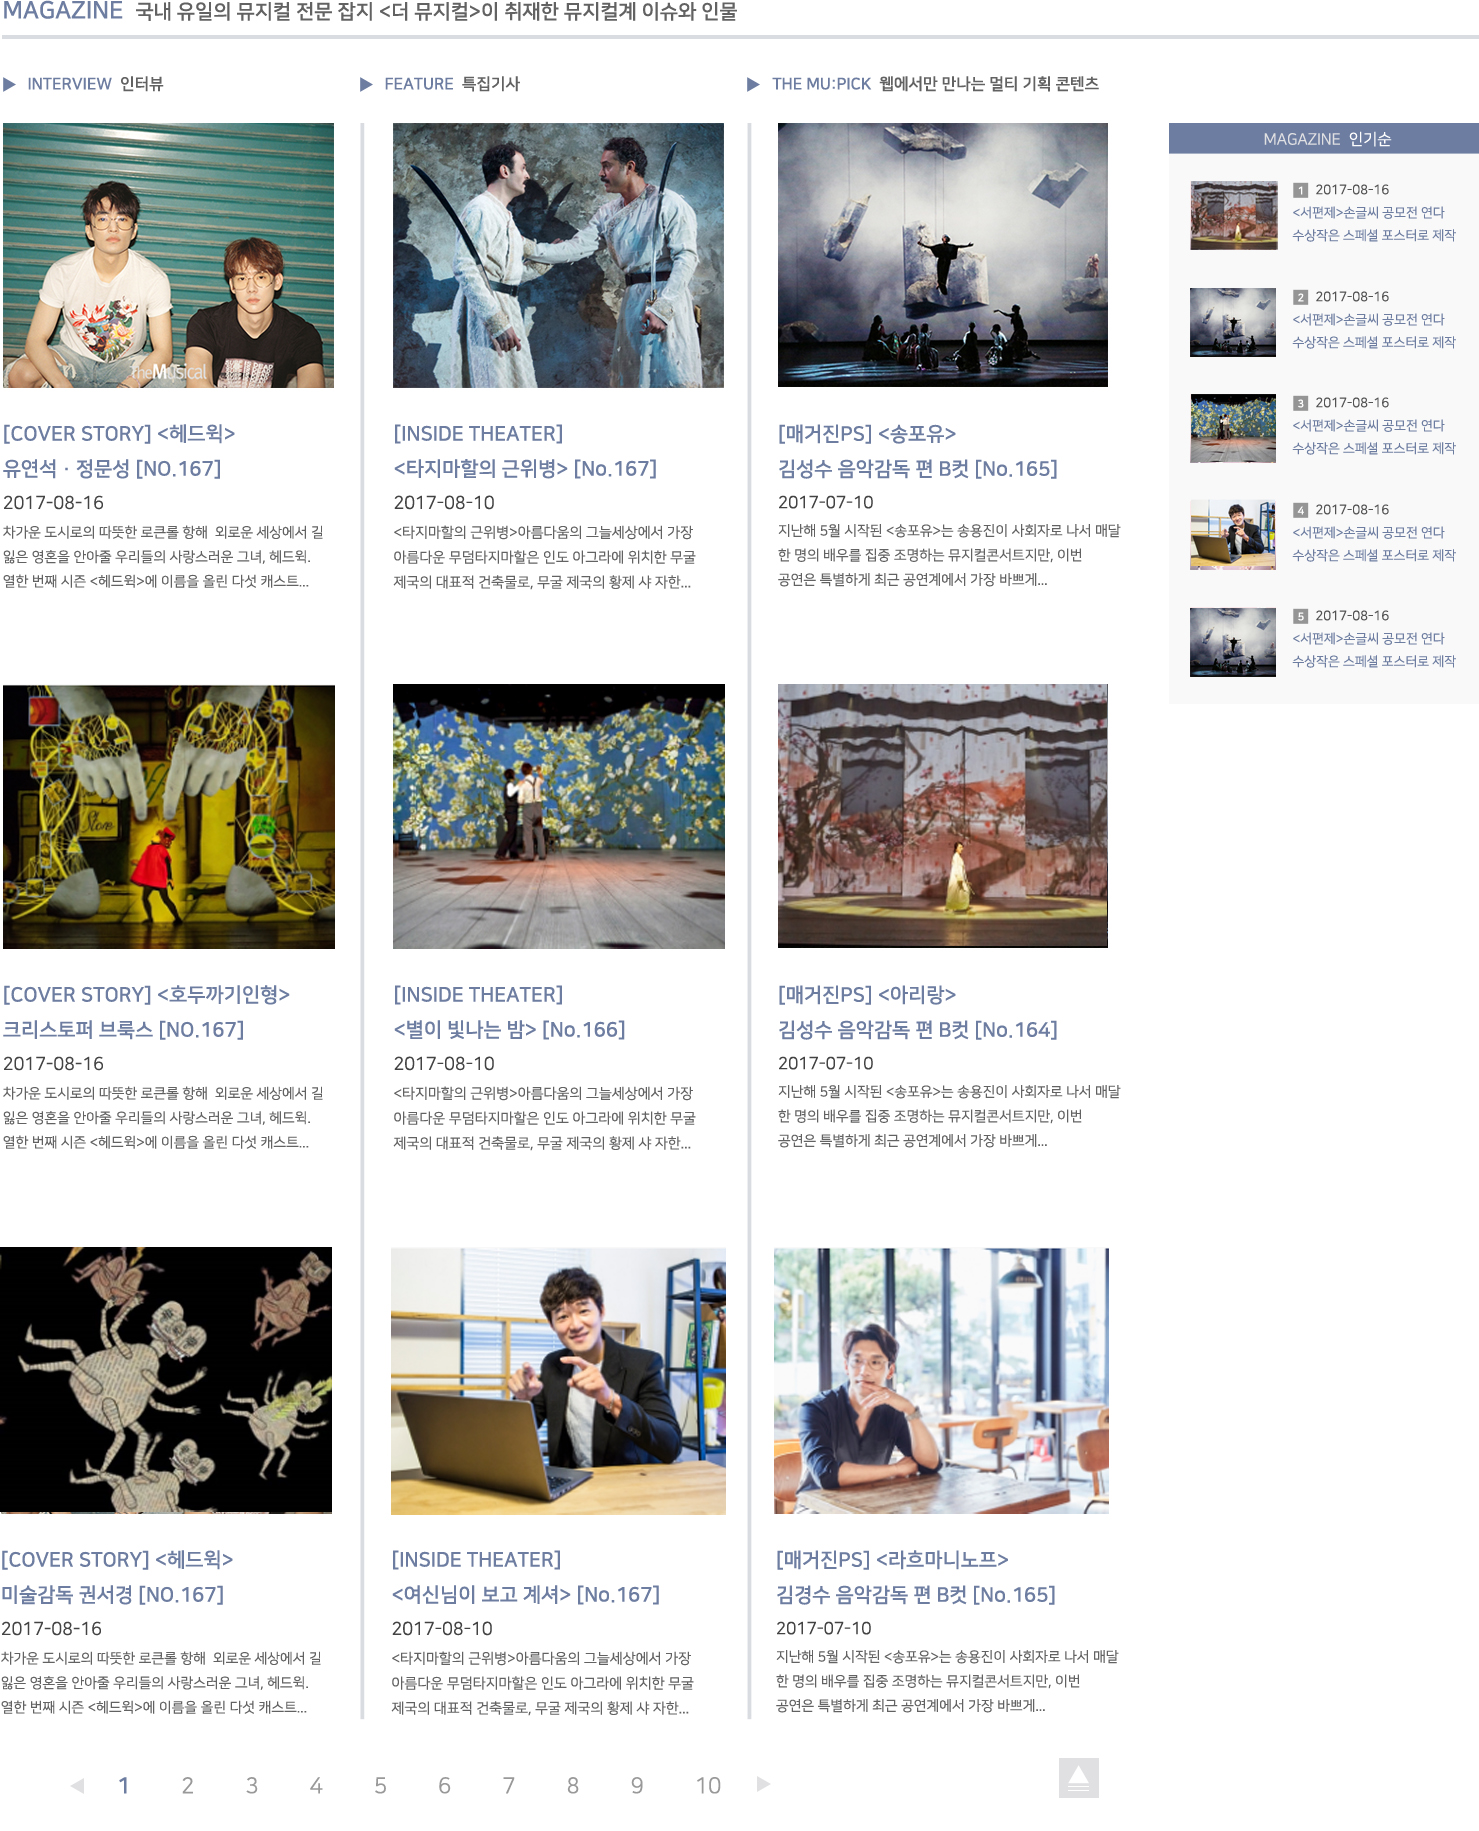 MAGAZINE 국내 유일의 뮤지컬 전문 잡지 <더 뮤지컬>이 취재한 뮤지컬계 이슈와 인물
▶ INTERVIEW 인터뷰
theMusical
[COVER STORY] <헤드윅>
유연석 · 정문성 [NO.167]
2017-08-16
차가운 도시로의 따뜻한 로큰롤 항해 외로운 세상에서 길
잃은 영혼을 안아줄 우리들의 사랑스러운 그녀, 헤드윅.
열한 번째 시즌 <헤드윅>에 이름을 올린 다섯 캐스트...
Store
[COVER STORY] <호두까기인형>
크리스토퍼 브룩스 [NO.167]
2017-08-16
차가운 도시로의 따뜻한 로큰롤 항해 외로운 세상에서 길
잃은 영혼을 안아줄 우리들의 사랑스러운 그녀, 헤드윅.
열한 번째 시즌 <헤드윅>에 이름을 올린 다섯 캐스트...
[COVER STORY] <헤드윅>
미술감독 권서경 [NO.167]
2017-08-16
차가운 도시로의 따뜻한 로큰롤 항해 외로운 세상에서 길
잃은 영혼을 안아줄 우리들의 사랑스러운 그녀, 헤드윅.
열한 번째 시즌 <헤드윅>에 이름을 올린 다섯 캐스트...
▶ FEATURE 특집기사
[INSIDE THEATER]
<타지마할의 근위병> [No.167]
2017-08-10
<타지마할의 근위병>아름다움의 그늘세상에서 가장
아름다운 무덤타지마할은 인도 아그라에 위치한 무굴
제국의 대표적 건축물로, 무굴 제국의 황제 샤 자한...
[INSIDE THEATER]
<별이 빛나는 밤> [No.166]
2017-08-10
<타지마할의 근위병>아름다움의 그늘세상에서 가장
아름다운 무덤타지마할은 인도 아그라에 위치한 무굴
제국의 대표적 건축물로, 무굴 제국의 황제 샤 자한...
[INSIDE THEATER]
<여신님이 보고 계셔> [No.167]
2017-08-10
<타지마할의 근위병>아름다움의 그늘세상에서 가장
아름다운 무덤타지마할은 인도 아그라에 위치한 무굴
제국의 대표적 건축물로, 무굴 제국의 황제 샤 자한...
▶ THE MU:PICK 웹에서만 만나는 멀티 기획 콘텐츠
[매거진PS] <송포유>
김성수 음악감독 편 B컷 [No.165]
2017-07-10
지난해 5월 시작된 <송포유>는 송용진이 사회자로 나서 매달
한 명의 배우를 집중 조명하는 뮤지컬콘서트지만, 이번
공연은 특별하게 최근 공연계에서 가장 바쁘게...
[매거진PS] <아리랑>
김성수 음악감독 편 B컷 [No.164]
2017-07-10
지난해 5월 시작된 <송포유>는 송용진이 사회자로 나서 매달
한 명의 배우를 집중 조명하는 뮤지컬콘서트지만, 이번
공연은 특별하게 최근 공연계에서 가장 바쁘게...
[매거진PS] <라흐마니노프>
김경수 음악감독 편 B컷 [No.165]
2017-07-10
지난해 5월 시작된 <송포유>는 송용진이 사회자로 나서 매달
한 명의 배우를 집중 조명하는 뮤지컬콘서트지만, 이번
공연은 특별하게 최근 공연계에서 가장 바쁘게...
MAGAZINE 인기순
1 2017-08-16
<서편제>손글씨 공모전 연다
수상작은 스페셜 포스터로 제작
2 2017-08-16
<서편제>손글씨 공모전 연다
수상작은 스페셜 포스터로 제작
3 2017-08-16
<서편제>손글씨 공모전 연다
수상작은 스페셜 포스터로 제작
4 2017-08-16
<서편제>손글씨 공모전 연다
수상작은 스페셜 포스터로 제작
5 2017-08-16
<서편제>손글씨 공모전 연다
수상작은 스페셜 포스터로 제작
◀ 1 2 3 4 5 6 7 8 9 10 ▶